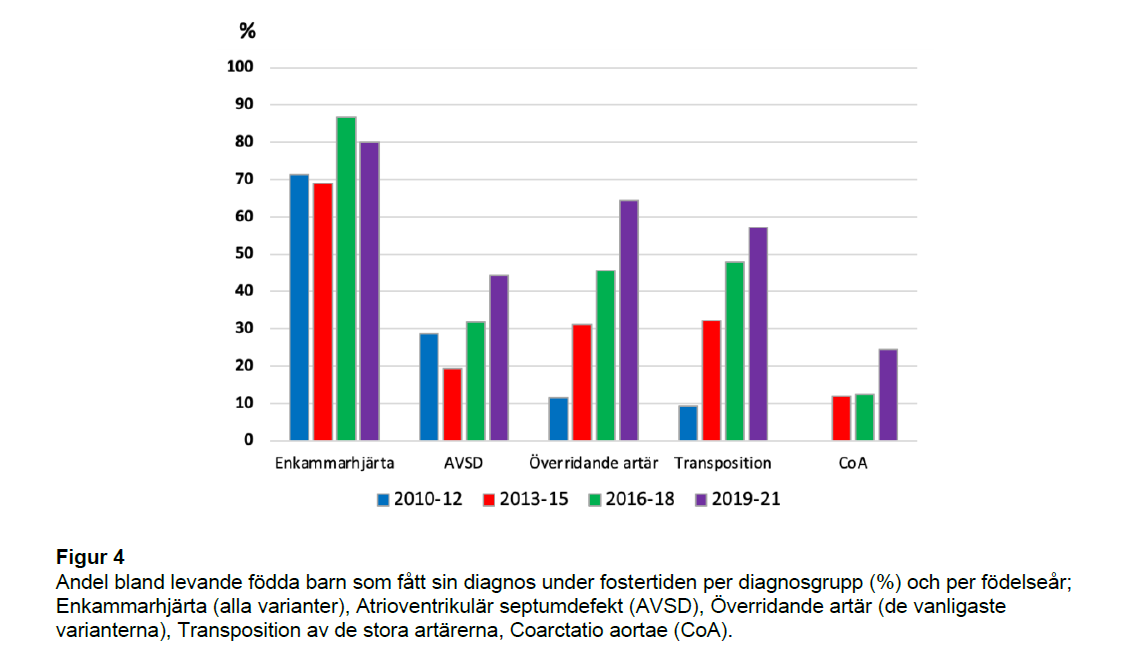 %
100
90
80
70
60
50
40
30
20
10
0
Enkammarhjärta AVSD Överridande artär Transposition CoA
2010-12 2013-15 2016-18 2019-21
Figur 4
Andel bland levande födda barn som fått sin diagnos under fostertiden per diagnosgrupp (%) och per födelseår;
Enkammarhjärta (alla varianter), Atrioventrikulär septumdefekt (AVSD), Överridande artär (de vanligaste
varianterna), Transposition av de stora artärerna, Coarctatio aortae (CoA).